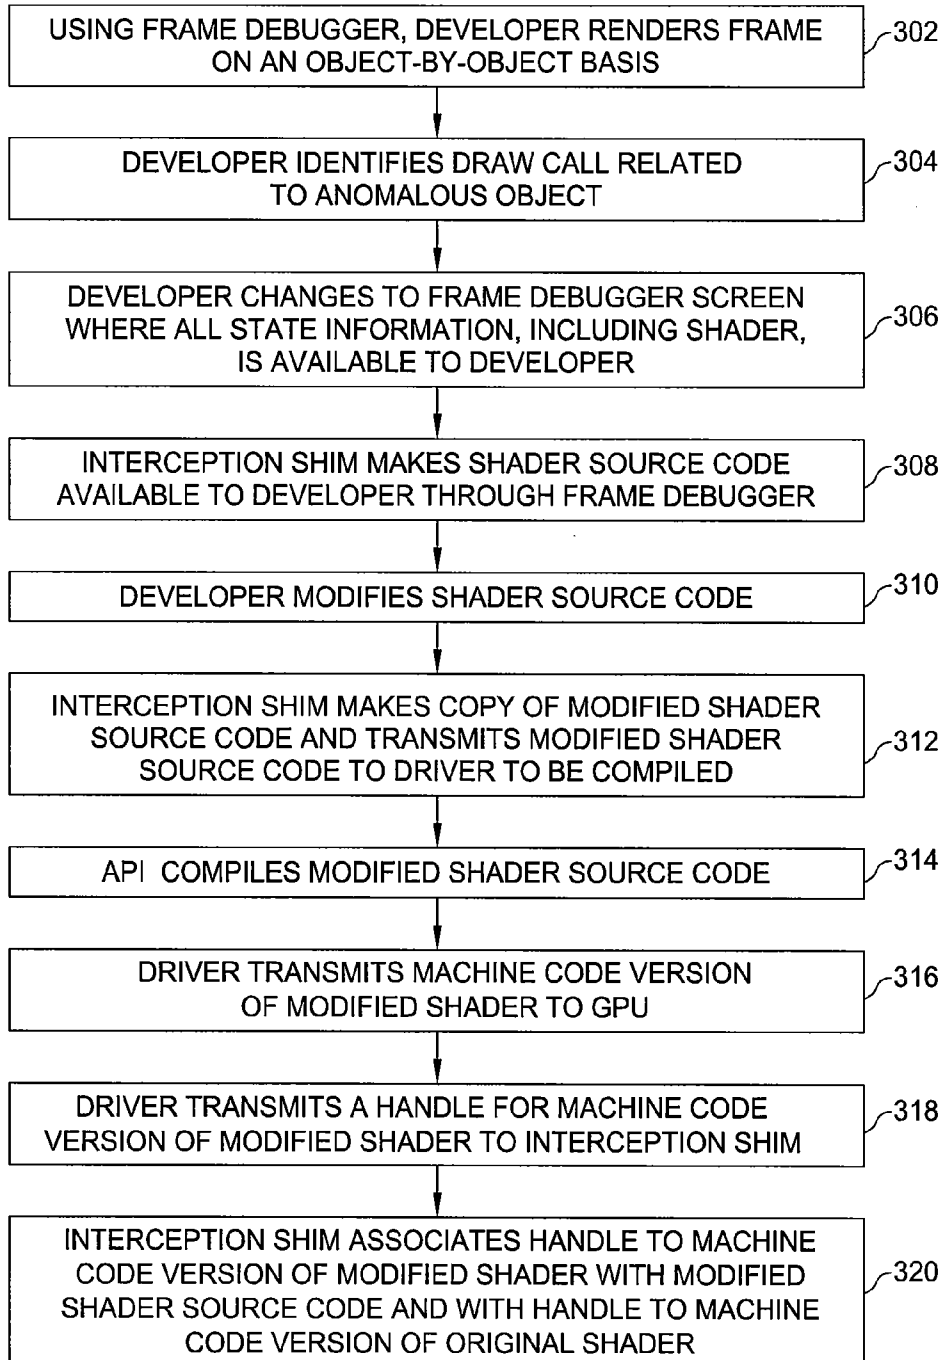 USING FRAME DEBUGGER, DEVELOPER RENDERS FRAME
ON AN OBJECT-BY-OBJECT BASIS
302
DEVELOPER IDENTIFIES DRAW CALL RELATED
TO ANOMALOUS OBJECT
304
DEVELOPER CHANGES TO FRAME DEBUGGER SCREEN
WHERE ALL STATE INFORMATION, INCLUDING SHADER,
IS AVAILABLE TO DEVELOPER
306
INTERCEPTION SHIM MAKES SHADER SOURCE CODE
AVAILABLE TO DEVELOPER THROUGH FRAME DEBUGGER
308
DEVELOPER MODIFIES SHADER SOURCE CODE
310
INTERCEPTION SHIM MAKES COPY OF MODIFIED SHADER
SOURCE CODE AND TRANSMITS MODIFIED SHADER
SOURCE CODE TO DRIVER TO BE COMPILED
312
API COMPILES MODIFIED SHADER SOURCE CODE
314
DRIVER TRANSMITS MACHINE CODE VERSION
OF MODIFIED SHADER TO GPU
316
DRIVER TRANSMITS A HANDLE FOR MACHINE CODE
VERSION OF MODIFIED SHADER TO INTERCEPTION SHIM
318
INTERCEPTION SHIM ASSOCIATES HANDLE TO MACHINE
CODE VERSION OF MODIFIED SHADER WITH MODIFIED
SHADER SOURCE CODE AND WITH HANDLE TO MACHINE
CODE VERSION OF ORIGINAL SHADER
320